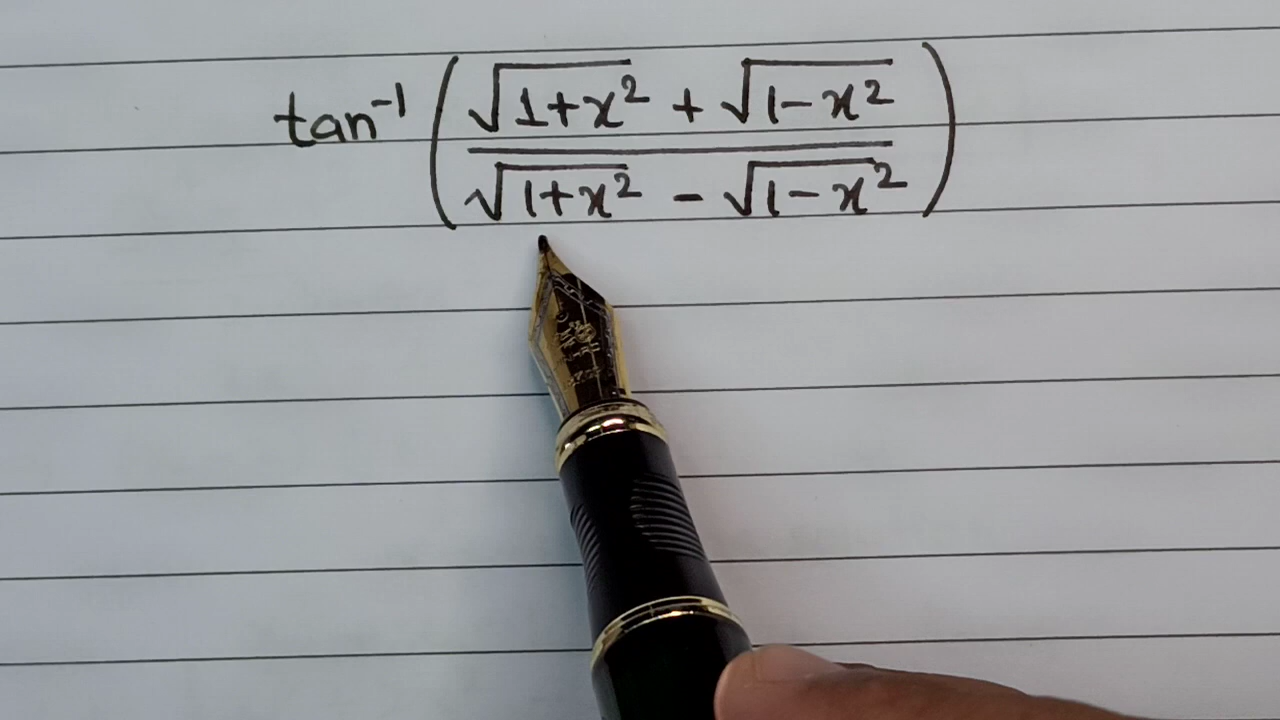 tan⁻¹ ( (√(1+x²) + √(1-x²)) / (√(1+x²) - √(1-x²)) )